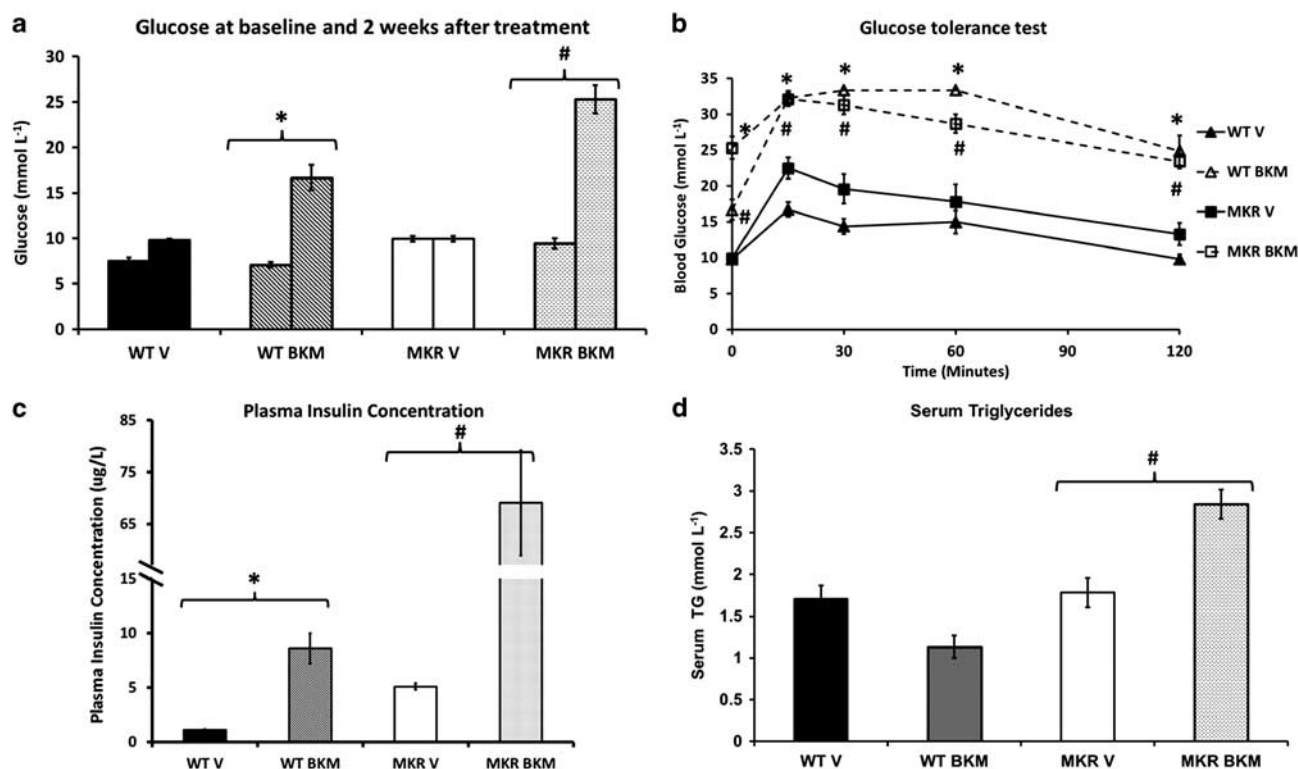 a
Glucose at baseline and 2 weeks after treatment
Glucose (mmol L-1)
30
25
20
15
10
5
0
*
#
WT V WT BKM MKR V MKR BKM
b
Glucose tolerance test
Blood Glucose (mmol L-1)
35
30
25
20
15
10
5
0
* * * * *
# # # # #
0 30 60 90 120
Time (Minutes)
WT V
WT BKM
MKR V
MKR BKM
c
Plasma Insulin Concentration
Plasma Insulin Concentration (ug/L)
85
75
65
15
10
5
0
*
#
WT V WT BKM MKR V MKR BKM
d
Serum Triglycerides
Serum TG (mmol L-1)
3.5
3
2.5
2
1.5
1
0.5
0
#
WT V WT BKM MKR V MKR BKM